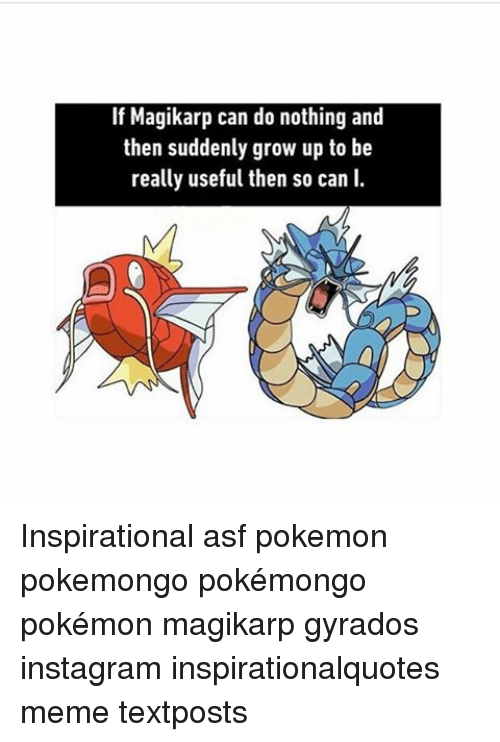 If Magikarp can do nothing and
then suddenly grow up to be
really useful then so can I.
Inspirational asf pokemon
pokemongo pokémongo
pokémon magikarp gyrados
instagram inspirationalquotes
meme textposts